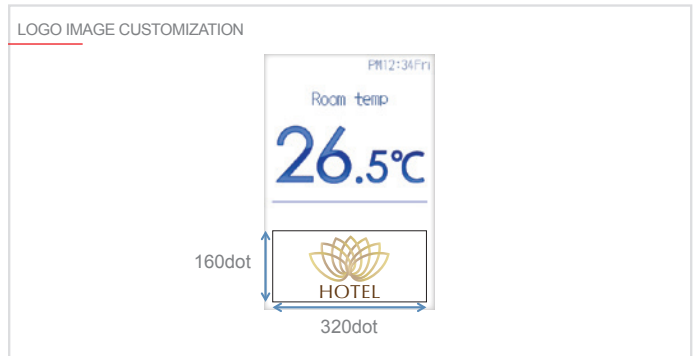 LOGO IMAGE CUSTOMIZATION
PM12:34Fri
Room temp
26.5°C
160dot
HOTEL
320dot